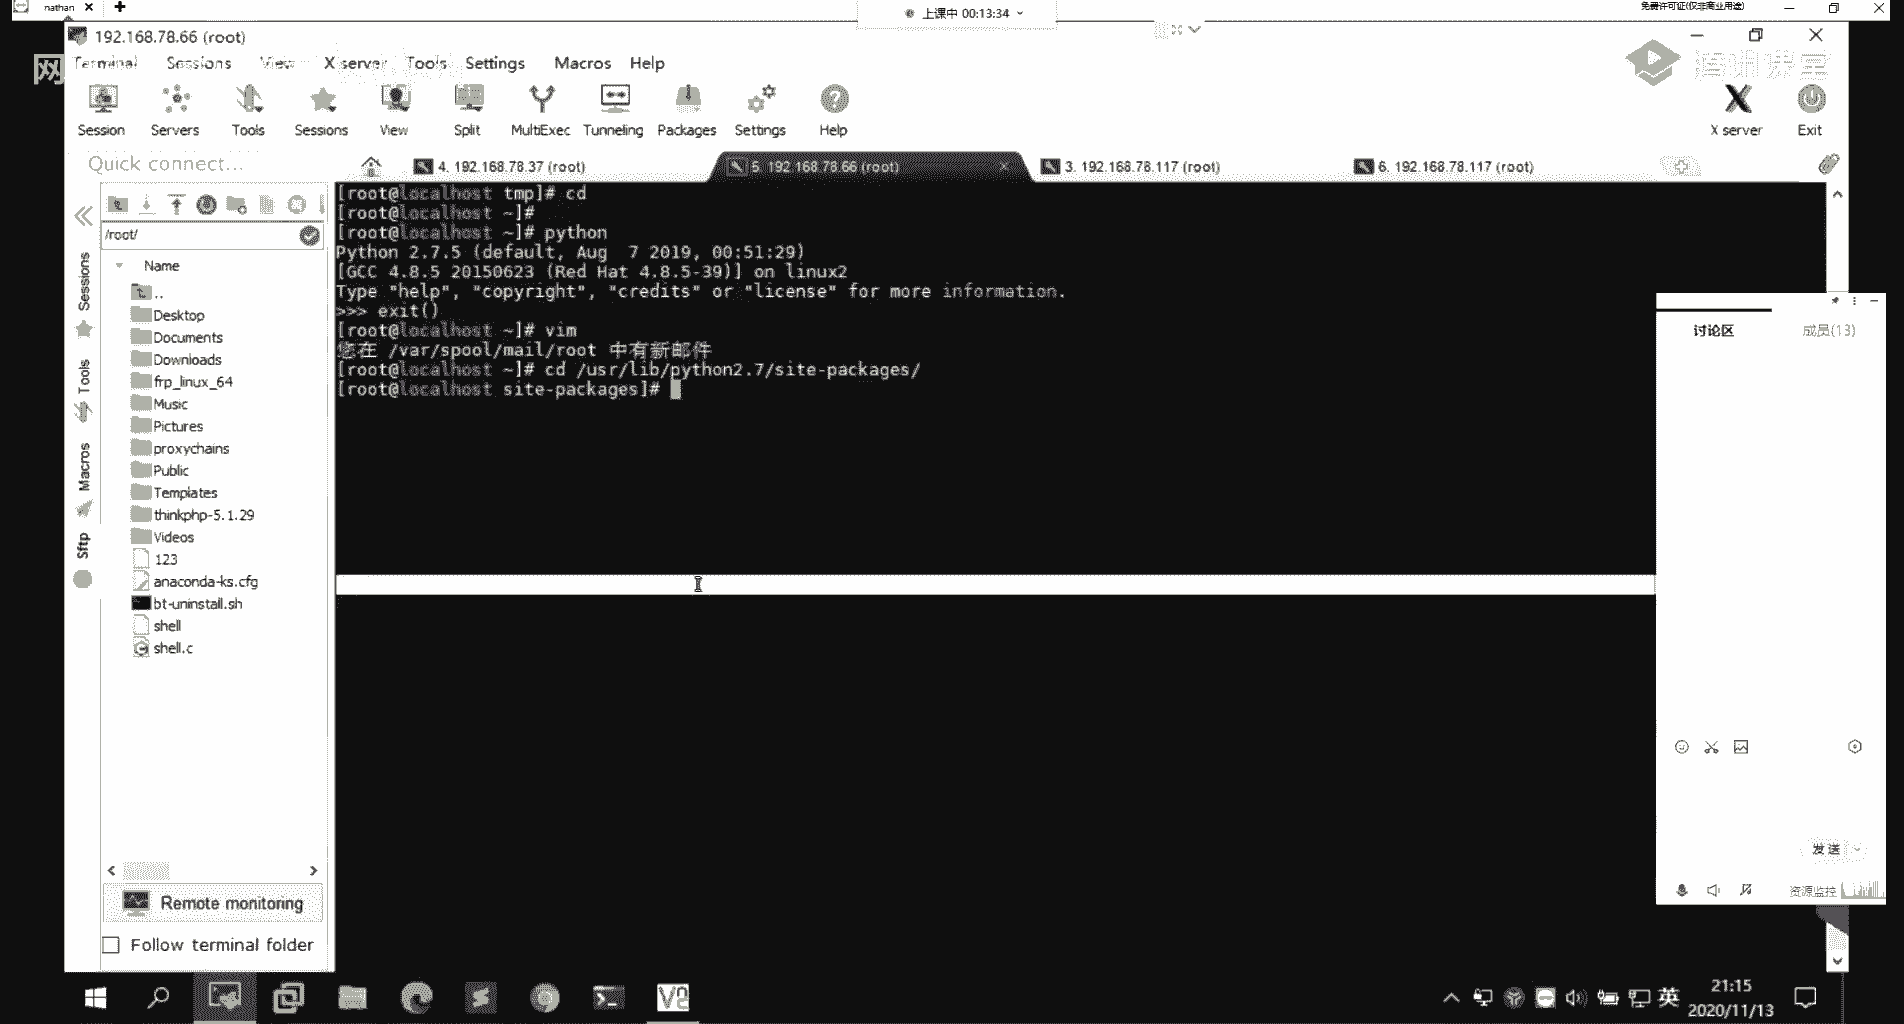 nathan
上课中 00:13:34
免费许可证(仅非商业用途)
192.168.78.66 (root)
网
Terminal Sessions View X server Tools Settings Macros Help
腾讯课堂
Session Servers Tools Sessions View Split MultiExec Tunneling Packages Settings Help
X server Exit
Quick connect...
4. 192.168.78.37 (root)
5. 192.168.78.66 (root)
3. 192.168.78.117 (root)
6. 192.168.78.117 (root)
/root/
Name
..
Desktop
Documents
Downloads
frp_linux_64
Music
Pictures
proxychains
Public
Templates
thinkphp-5.1.29
Videos
123
anaconda-ks.cfg
bt-uninstall.sh
shell
shell.c
Sessions
Tools
Macros
Sftp
Remote monitoring
Follow terminal folder
[root@localhost tmp]# cd
[root@localhost ~]#
[root@localhost ~]# python
Python 2.7.5 (default, Aug  7 2019, 00:51:29)
[GCC 4.8.5 20150623 (Red Hat 4.8.5-39)] on linux2
Type "help", "copyright", "credits" or "license" for more information.
>>> exit()
[root@localhost ~]# vim
您在 /var/spool/mail/root 中有新邮件
[root@localhost ~]# cd /usr/lib/python2.7/site-packages/
[root@localhost site-packages]#
讨论区 成员(13)
发送
资源监控
英
21:15
2020/11/13